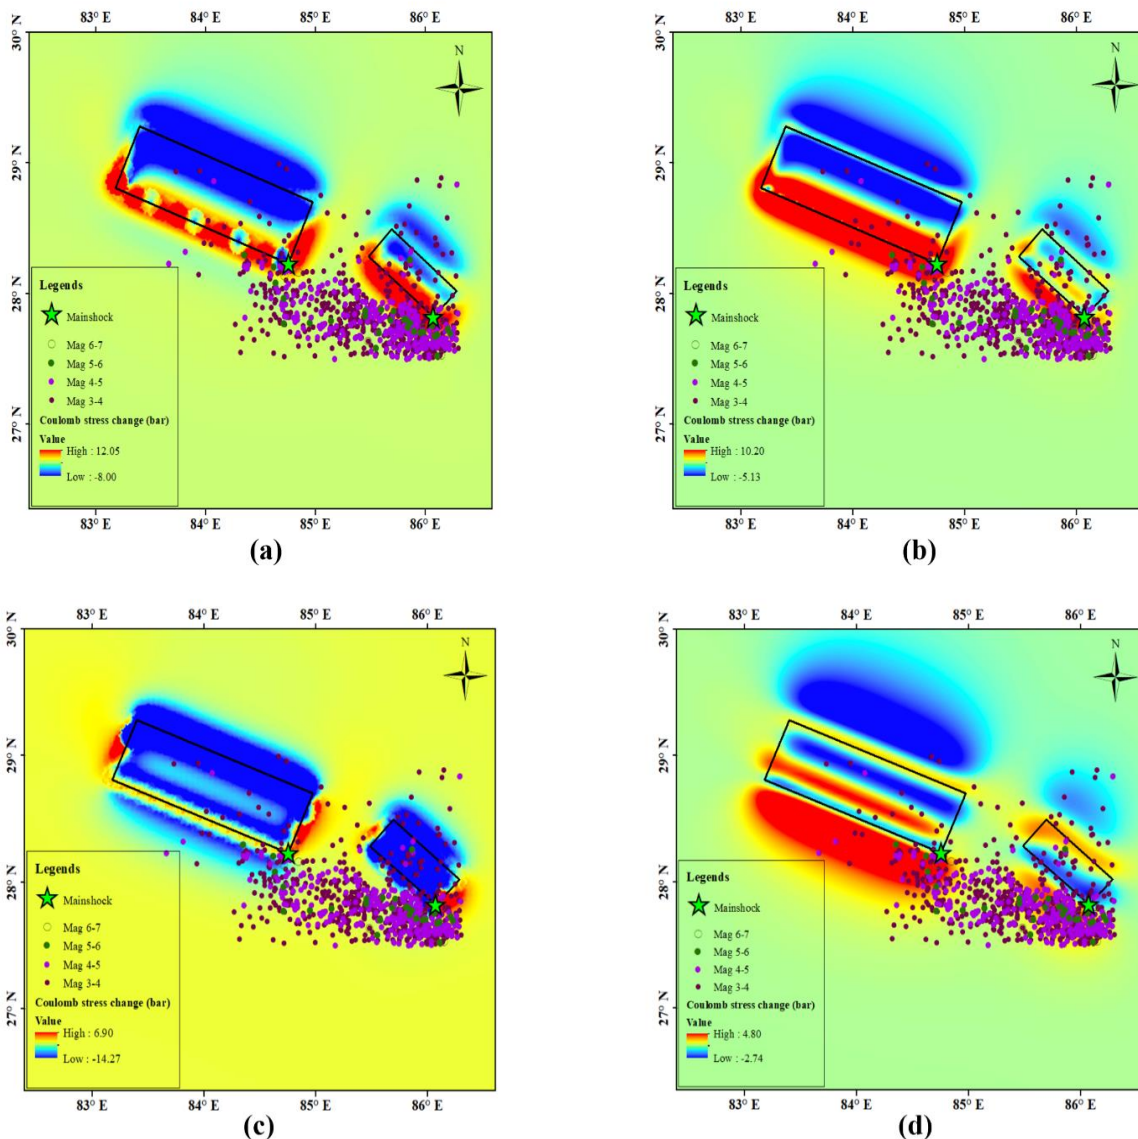 83° E 84° E 85° E 86° E
30° N
N
29° N
28° N
Legends
Mainshock
Mag 6-7
Mag 5-6
Mag 4-5
Mag 3-4
Coulomb stress change (bar)
Value
High : 12.05
Low : -8.00
27° N
83° E 84° E 85° E 86° E
(a)
83° E 84° E 85° E 86° E
30° N
N
29° N
28° N
Legends
Mainshock
Mag 6-7
Mag 5-6
Mag 4-5
Mag 3-4
Coulomb stress change (bar)
Value
High : 10.20
Low : -5.13
27° N
83° E 84° E 85° E 86° E
(b)
83° E 84° E 85° E 86° E
30° N
N
29° N
28° N
Legends
Mainshock
Mag 6-7
Mag 5-6
Mag 4-5
Mag 3-4
Coulomb stress change (bar)
Value
High : 6.90
Low : -14.27
27° N
83° E 84° E 85° E 86° E
(c)
83° E 84° E 85° E 86° E
30° N
N
29° N
28° N
Legends
Mainshock
Mag 6-7
Mag 5-6
Mag 4-5
Mag 3-4
Coulomb stress change (bar)
Value
High : 4.80
Low : -2.74
27° N
83° E 84° E 85° E 86° E
(d)